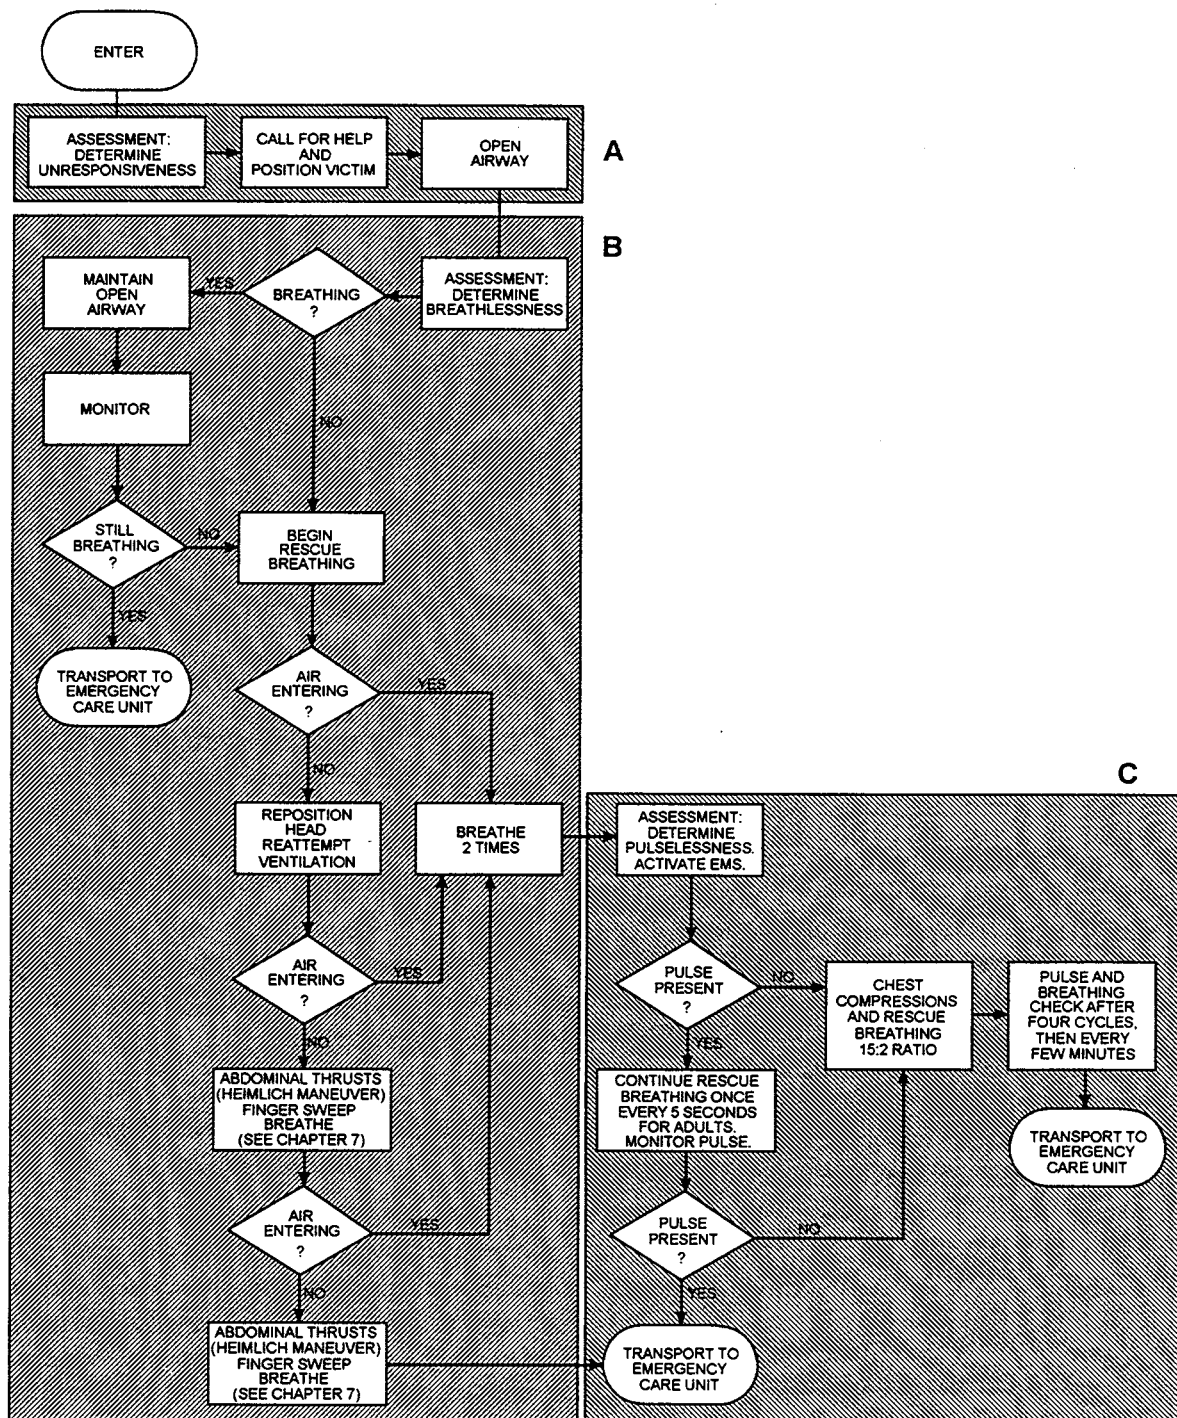 ENTER
ASSESSMENT:
DETERMINE
UNRESPONSIVENESS
CALL FOR HELP
AND
POSITION VICTIM
OPEN
AIRWAY
A
B
MAINTAIN
OPEN
AIRWAY
YES
BREATHING
?
ASSESSMENT:
DETERMINE
BREATHLESSNESS
MONITOR
NO
STILL
BREATHING
?
NO
BEGIN
RESCUE
BREATHING
YES
TRANSPORT TO
EMERGENCY
CARE UNIT
AIR
ENTERING
?
YES
NO
REPOSITION
HEAD
REATTEMPT
VENTILATION
BREATHE
2 TIMES
AIR
ENTERING
?
YES
NO
ABDOMINAL THRUSTS
(HEIMLICH MANEUVER)
FINGER SWEEP
BREATHE
(SEE CHAPTER 7)
AIR
ENTERING
?
YES
NO
ABDOMINAL THRUSTS
(HEIMLICH MANEUVER)
FINGER SWEEP
BREATHE
(SEE CHAPTER 7)
C
ASSESSMENT:
DETERMINE
PULSELESSNESS.
ACTIVATE EMS.
PULSE
PRESENT
?
NO
CHEST
COMPRESSIONS
AND RESCUE
BREATHING
15:2 RATIO
PULSE AND
BREATHING
CHECK AFTER
FOUR CYCLES,
THEN EVERY
FEW MINUTES
YES
CONTINUE RESCUE
BREATHING ONCE
EVERY 5 SECONDS
FOR ADULTS.
MONITOR PULSE.
TRANSPORT TO
EMERGENCY
CARE UNIT
PULSE
PRESENT
?
NO
YES
TRANSPORT TO
EMERGENCY
CARE UNIT